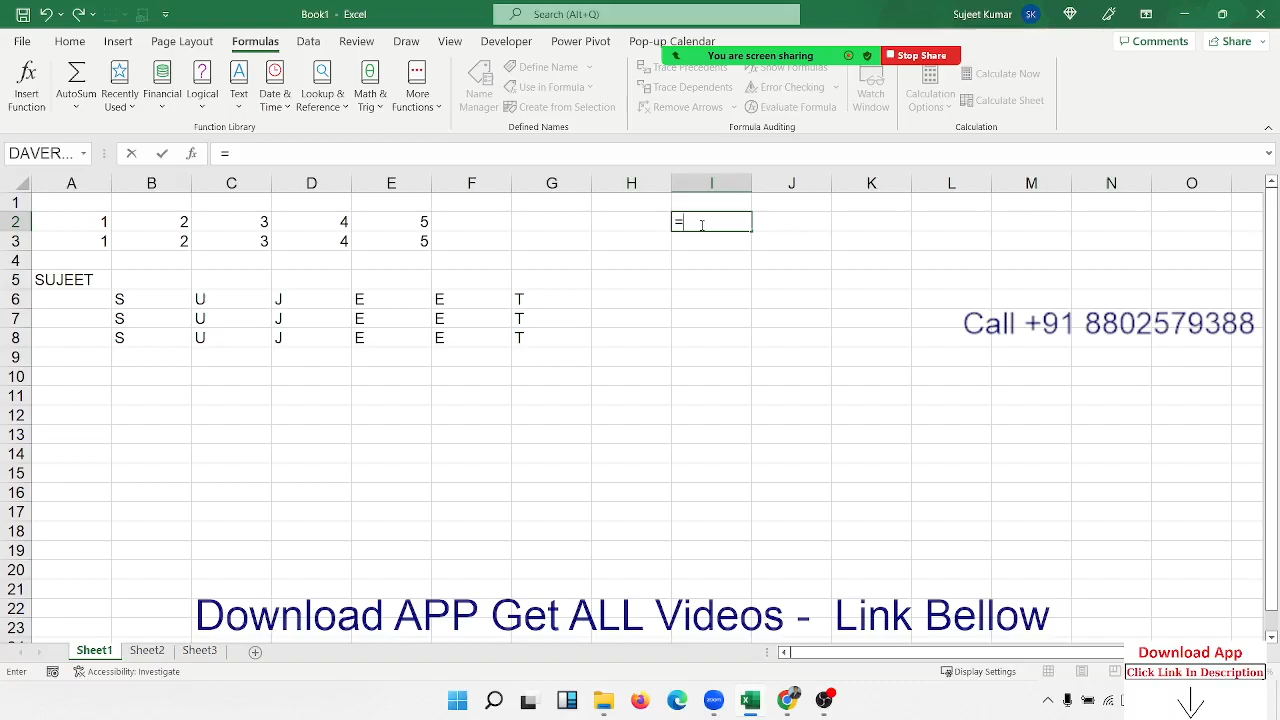 Book1 - Excel
Search (Alt+Q)
Sujeet Kumar SK
File Home Insert Page Layout Formulas Data Review Draw View Developer Power Pivot Pop-up Calendar
Comments Share
You are screen sharing Stop Share
fx Insert Function
AutoSum
Recently Used
Financial
Logical
Text
Date & Time
Lookup & Reference
Math & Trig
More Functions
Function Library
Name Manager
Define Name
Use in Formula
Create from Selection
Defined Names
Trace Precedents
Trace Dependents
Remove Arrows
Show Formulas
Error Checking
Evaluate Formula
Formula Auditing
Watch Window
Calculation Options
Calculate Now
Calculate Sheet
Calculation
DAVER... fx =
A B C D E F G H I J K L M N O
1
2 1 2 3 4 5 =
3 1 2 3 4 5
4
5 SUJEET
6 S U J E E T
7 S U J E E T
8 S U J E E T
Call +91 8802579388
9
10
11
12
13
14
15
16
17
18
19
20
21
22
23
Download APP Get ALL Videos - Link Bellow
Sheet1 Sheet2 Sheet3
Download App
Enter Accessibility: Investigate Display Settings
Click Link In Description
zoom